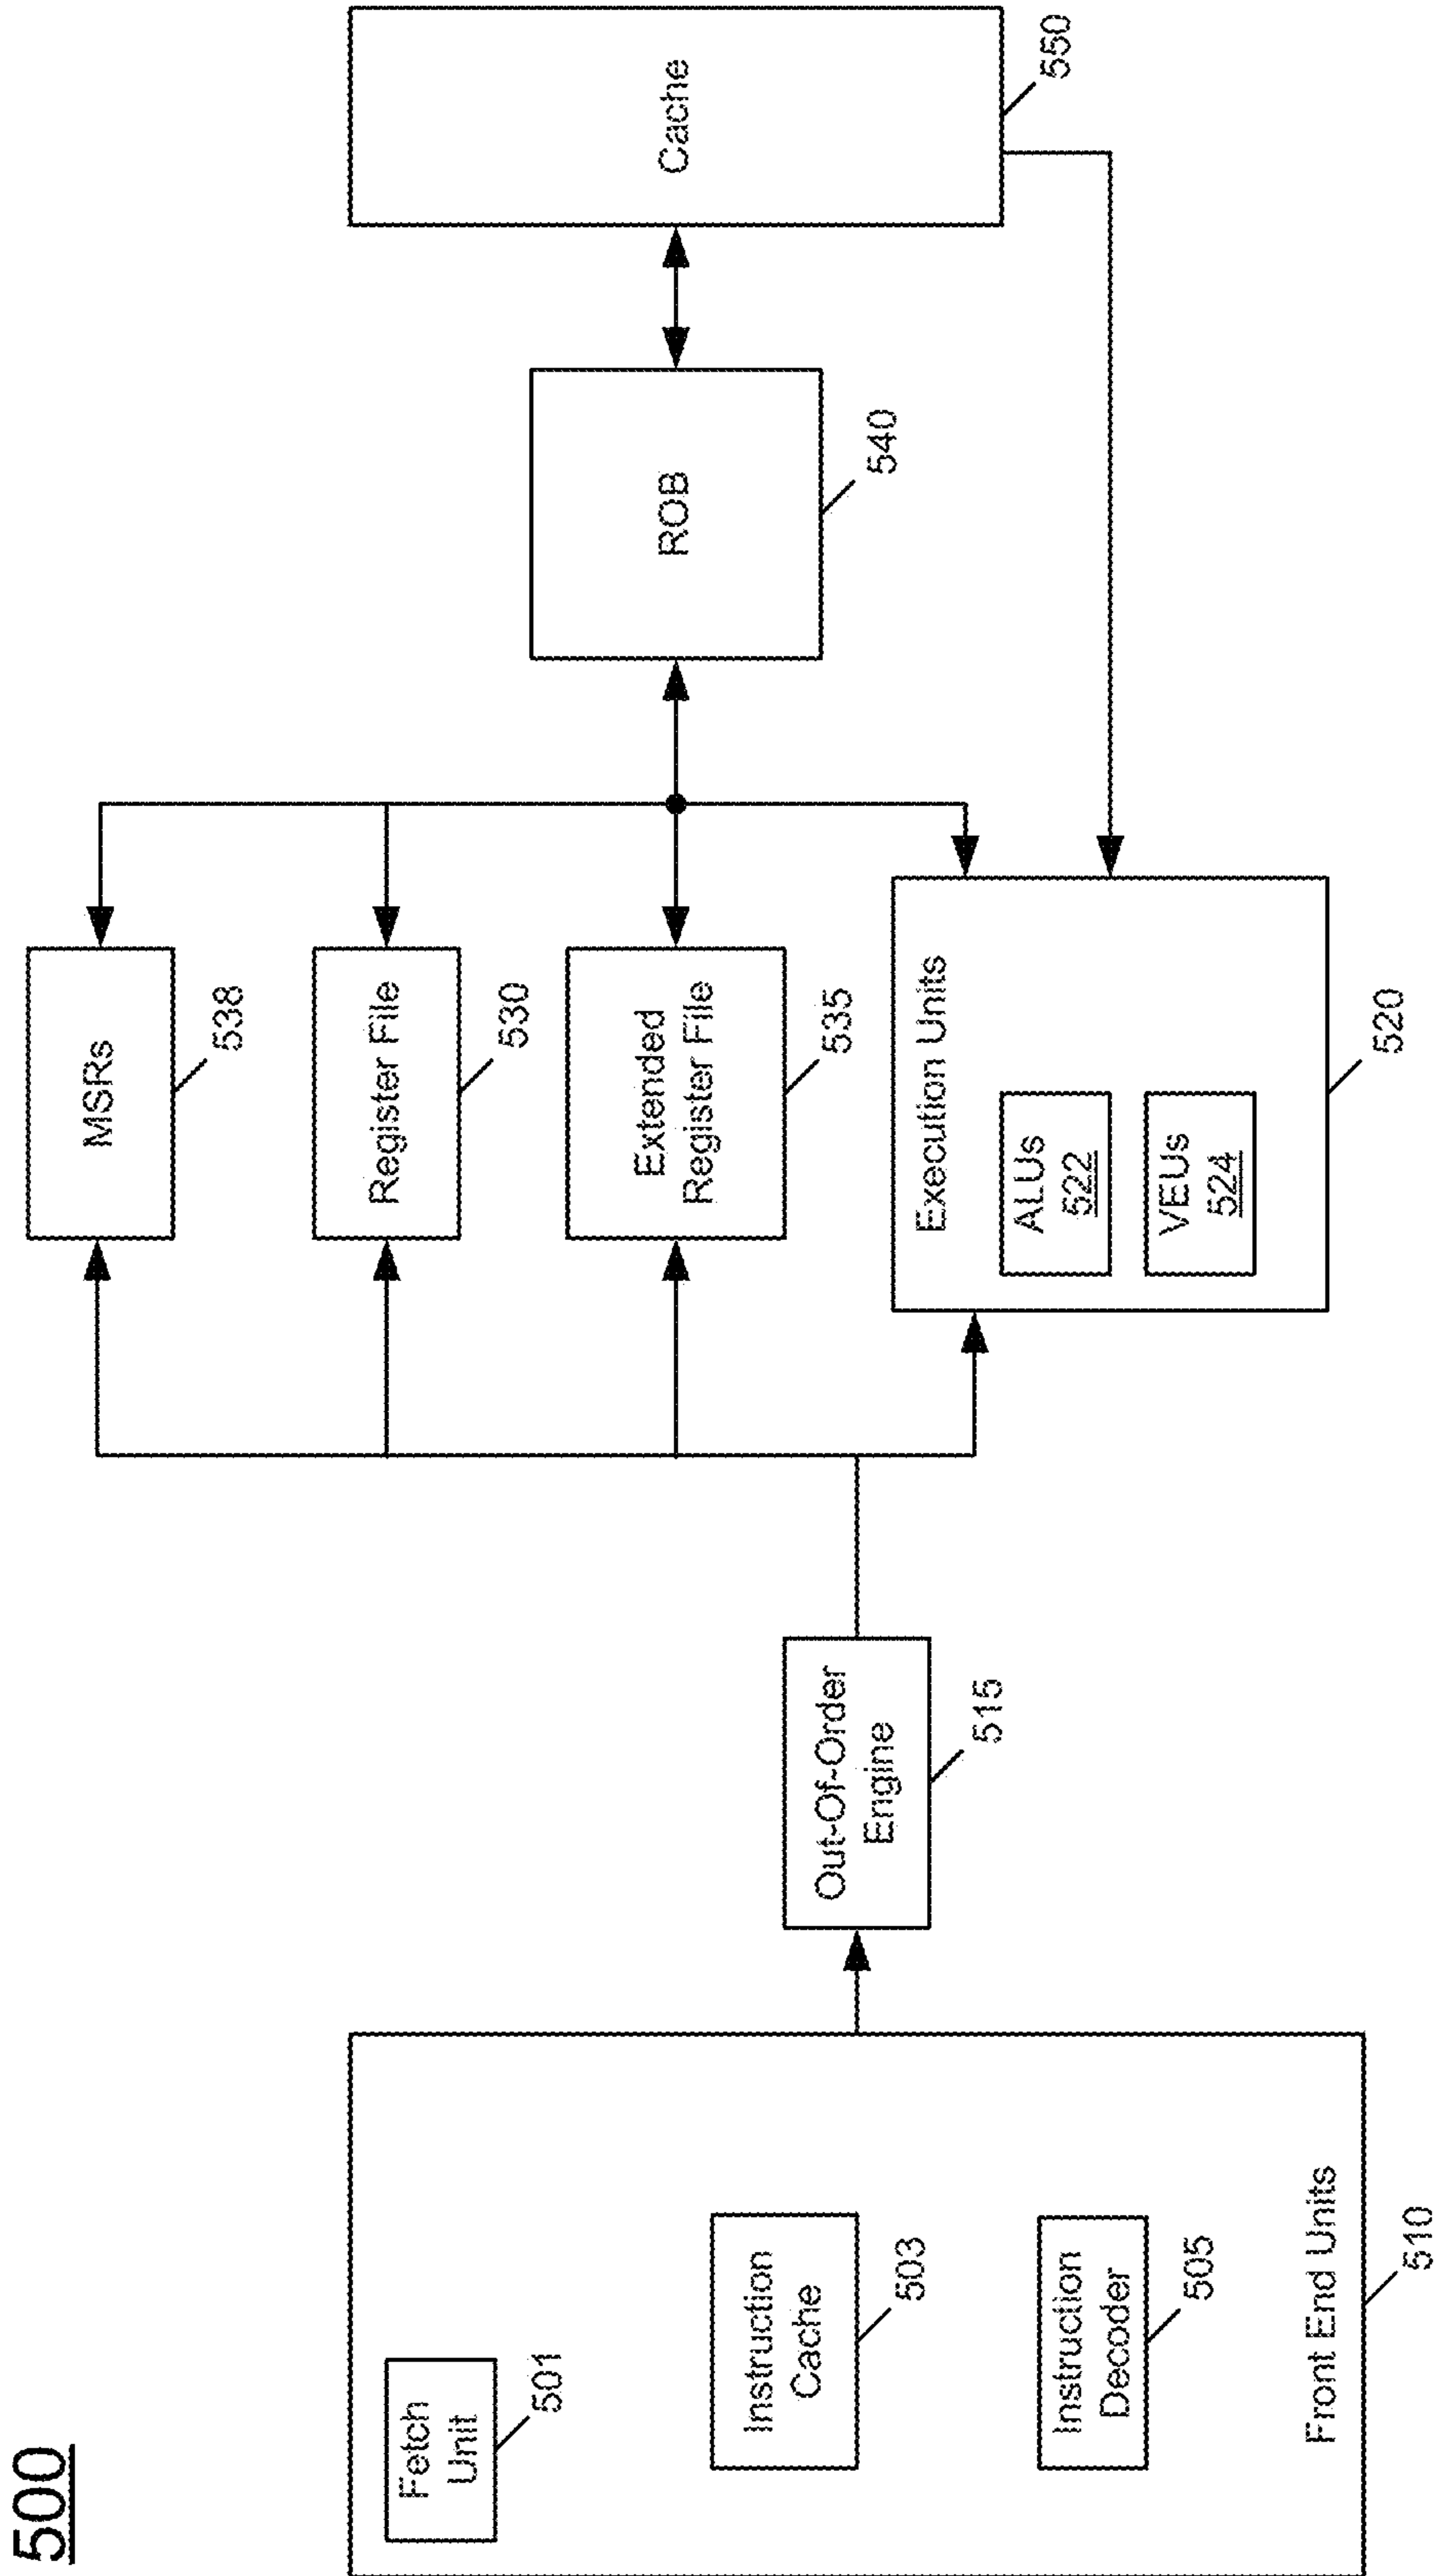 500
Fetch
Unit
501
Instruction
Cache
503
Instruction
Decoder
505
Front End Units
510
Out-Of-Order
Engine
515
MSRs
538
Register File
530
Extended
Register File
535
Execution Units
ALUs
522
VEUs
524
520
ROB
540
Cache
550